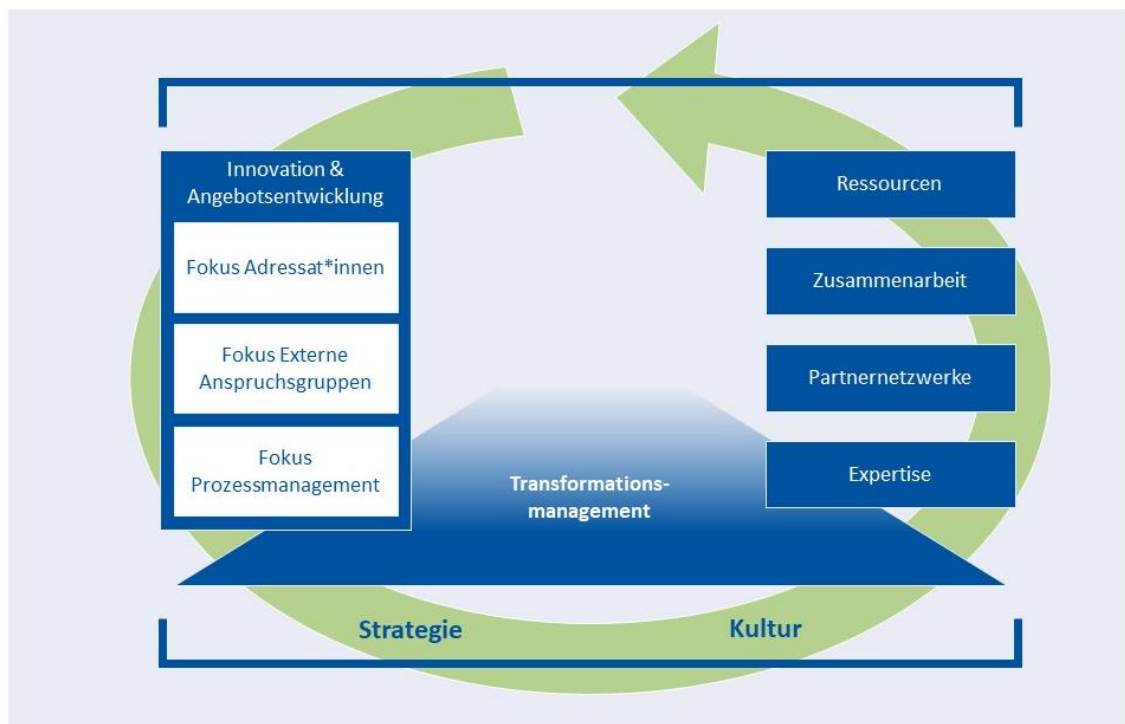 Innovation &
Angebotsentwicklung
Fokus Adressat*innen
Fokus Externe
Anspruchsgruppen
Fokus
Prozessmanagement
Transformations-
management
Ressourcen
Zusammenarbeit
Partnernetzwerke
Expertise
Strategie
Kultur